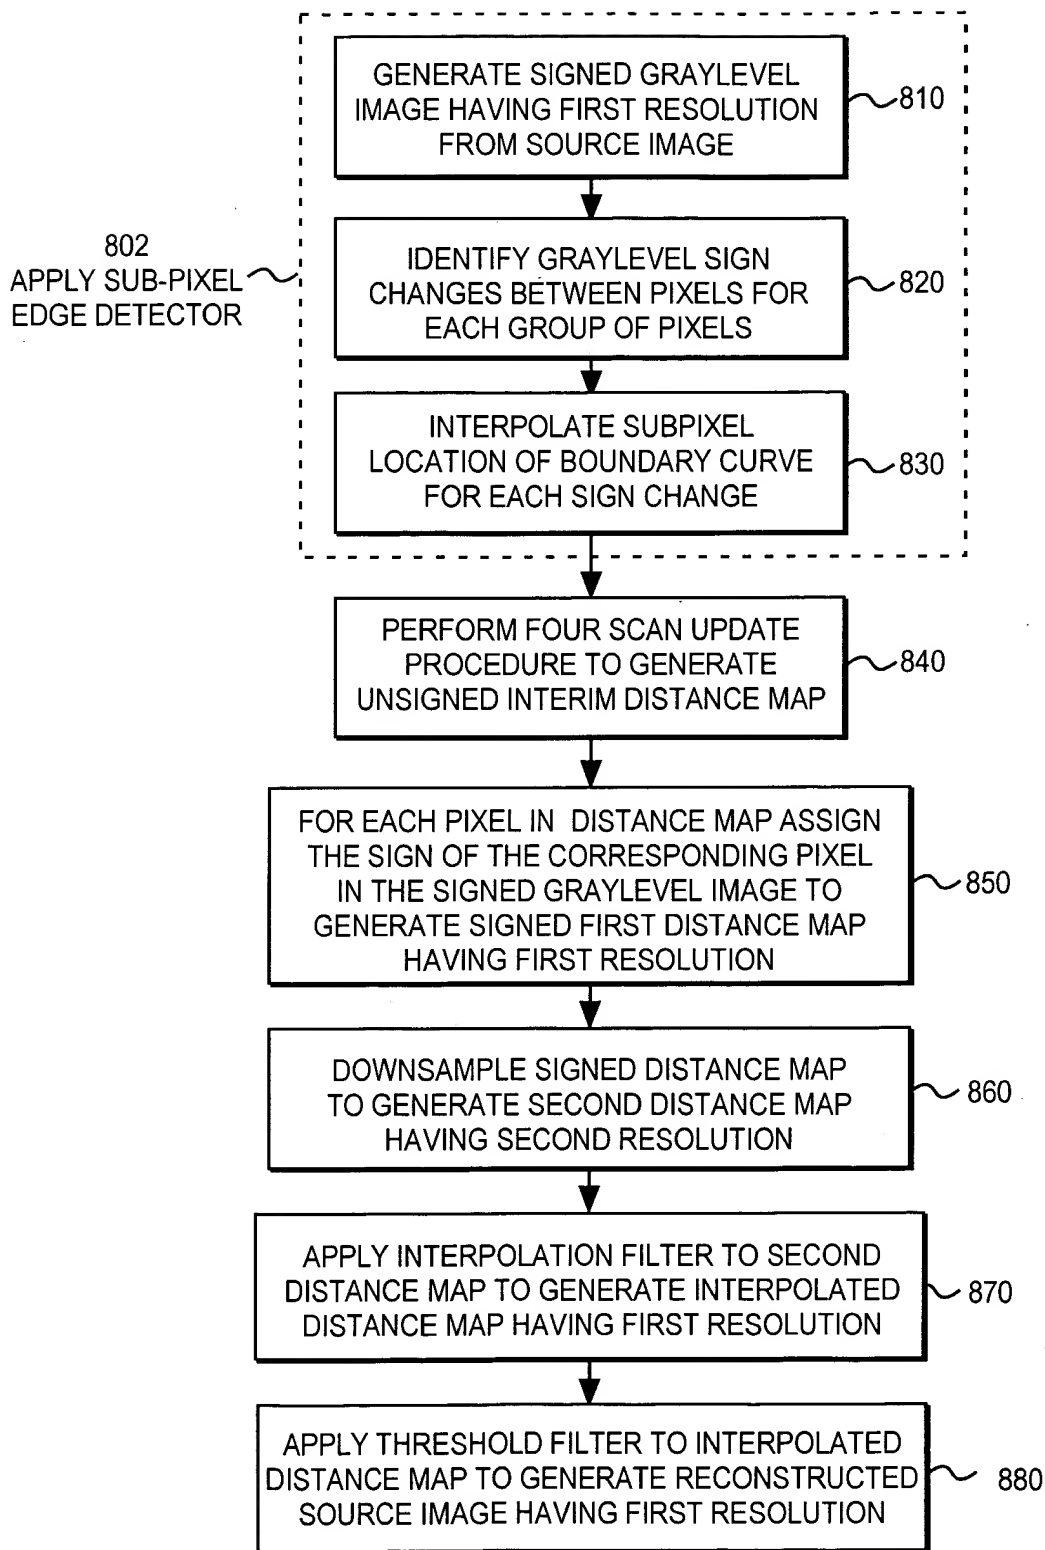 GENERATE SIGNED GRAYLEVEL
IMAGE HAVING FIRST RESOLUTION
FROM SOURCE IMAGE
810
802
APPLY SUB-PIXEL
EDGE DETECTOR
IDENTIFY GRAYLEVEL SIGN
CHANGES BETWEEN PIXELS FOR
EACH GROUP OF PIXELS
820
INTERPOLATE SUBPIXEL
LOCATION OF BOUNDARY CURVE
FOR EACH SIGN CHANGE
830
PERFORM FOUR SCAN UPDATE
PROCEDURE TO GENERATE
UNSIGNED INTERIM DISTANCE MAP
840
FOR EACH PIXEL IN DISTANCE MAP ASSIGN
THE SIGN OF THE CORRESPONDING PIXEL
IN THE SIGNED GRAYLEVEL IMAGE TO
GENERATE SIGNED FIRST DISTANCE MAP
HAVING FIRST RESOLUTION
850
DOWNSAMPLE SIGNED DISTANCE MAP
TO GENERATE SECOND DISTANCE MAP
HAVING SECOND RESOLUTION
860
APPLY INTERPOLATION FILTER TO SECOND
DISTANCE MAP TO GENERATE INTERPOLATED
DISTANCE MAP HAVING FIRST RESOLUTION
870
APPLY THRESHOLD FILTER TO INTERPOLATED
DISTANCE MAP TO GENERATE RECONSTRUCTED
SOURCE IMAGE HAVING FIRST RESOLUTION
880